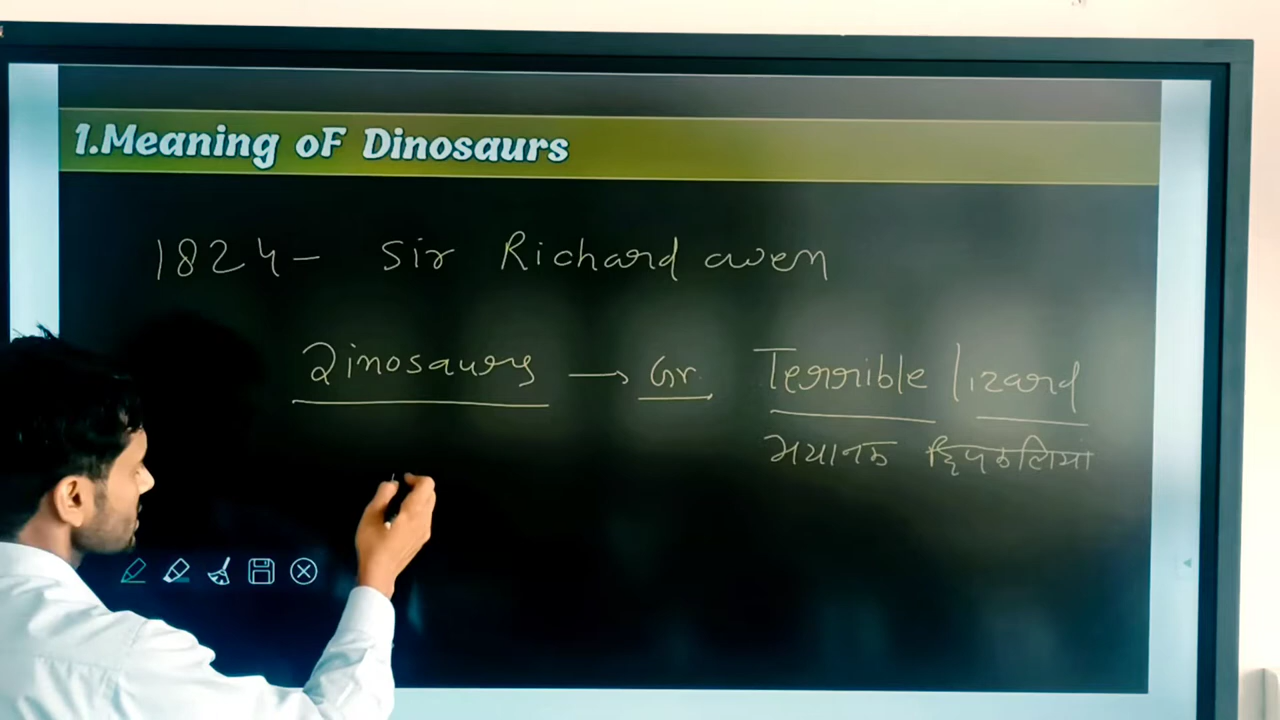 1.Meaning oF Dinosaurs
1824- Sir Richard owen
Dinosaurs → Gr. Terrible lizard
भयानक छिपकलियां